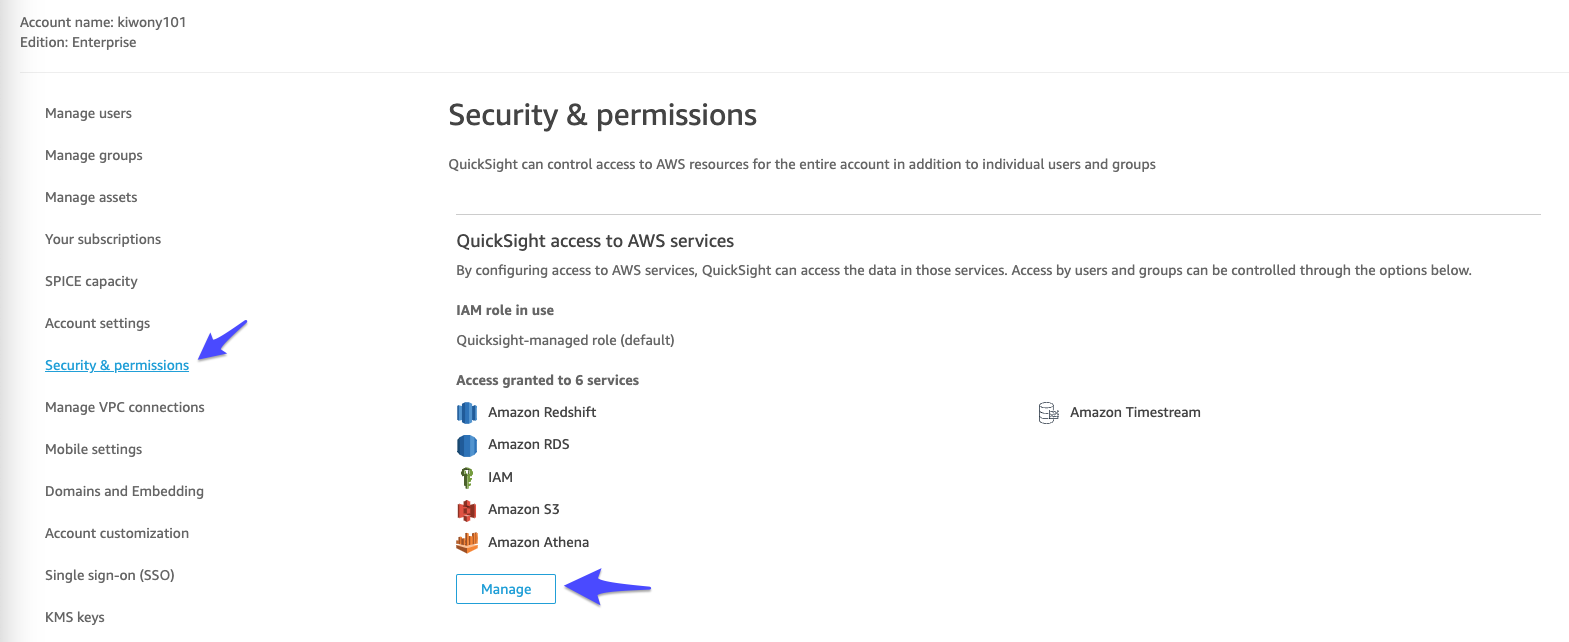 Account name: kiwony101
Edition: Enterprise
Manage users
Manage groups
Manage assets
Your subscriptions
SPICE capacity
Account settings
Security & permissions
Manage VPC connections
Mobile settings
Domains and Embedding
Account customization
Single sign-on (SSO)
KMS keys
Security & permissions
QuickSight can control access to AWS resources for the entire account in addition to individual users and groups
QuickSight access to AWS services
By configuring access to AWS services, QuickSight can access the data in those services. Access by users and groups can be controlled through the options below.
IAM role in use
Quicksight-managed role (default)
Access granted to 6 services
Amazon Redshift
Amazon RDS
IAM
Amazon S3
Amazon Athena
Amazon Timestream
Manage